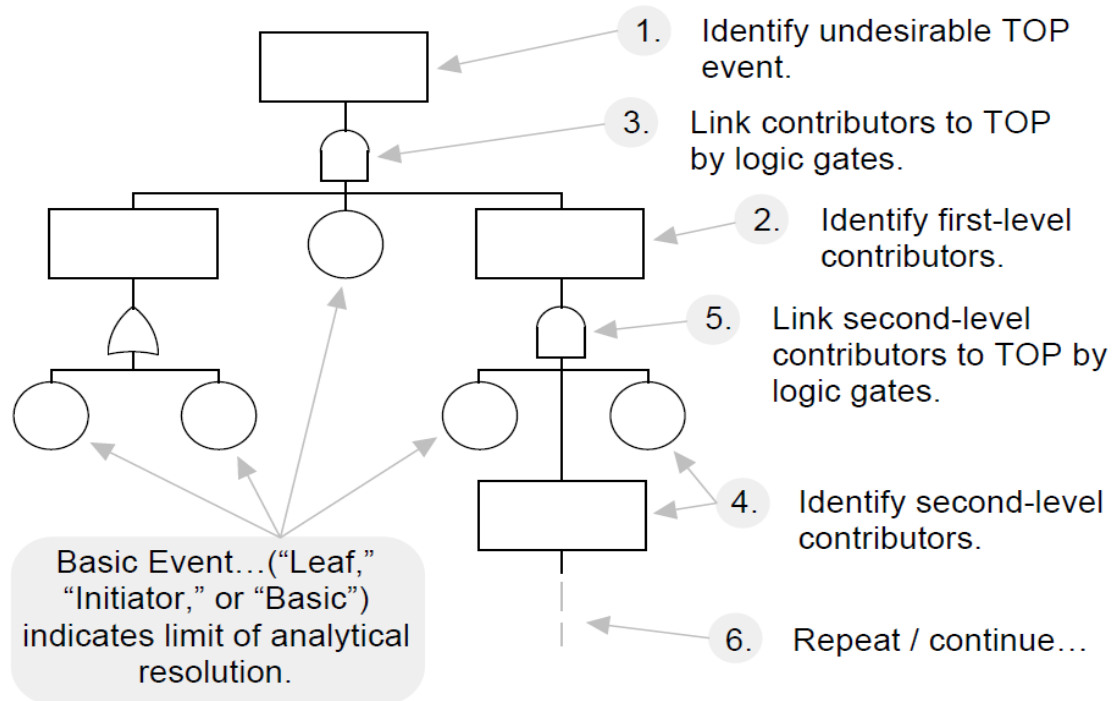 1. Identify undesirable TOP
event.
3. Link contributors to TOP
by logic gates.
2. Identify first-level
contributors.
5. Link second-level
contributors to TOP by
logic gates.
4. Identify second-level
contributors.
Basic Event…(“Leaf,”
“Initiator,” or “Basic”)
indicates limit of analytical
resolution.
6. Repeat / continue…